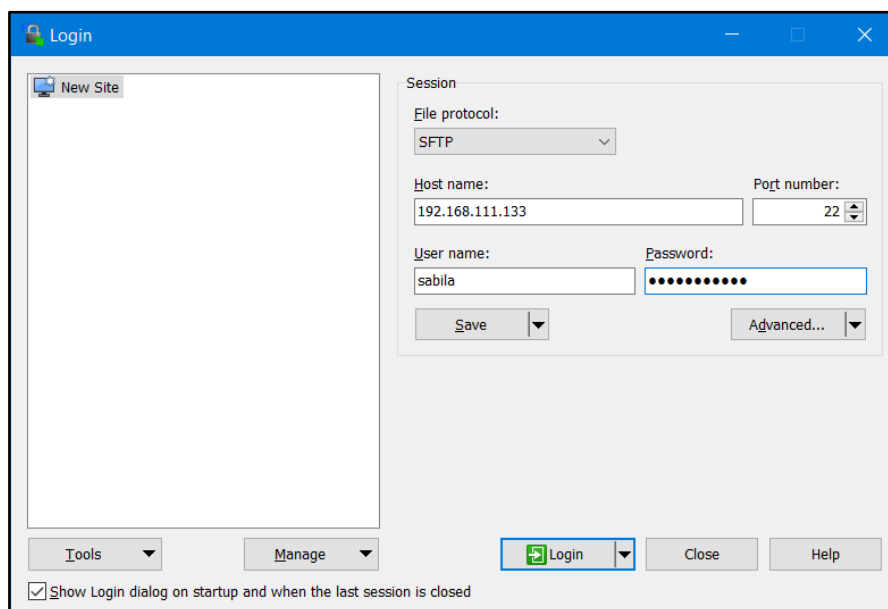 Login
New Site
Session
File protocol:
SFTP
Host name: Port number:
192.168.111.133 22
User name: Password:
sabila ●●●●●●●●●●●
Save Advanced...
Tools Manage Login Close Help
Show Login dialog on startup and when the last session is closed